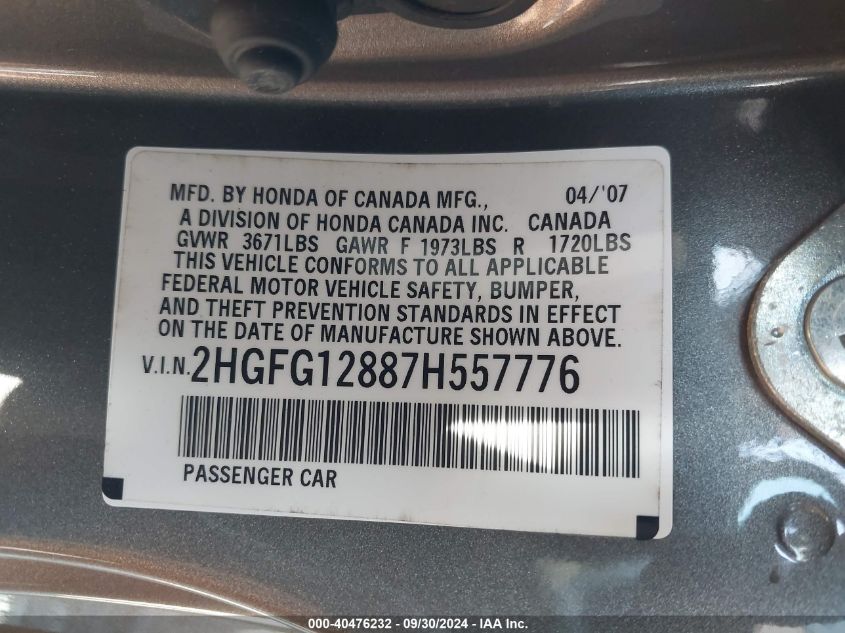 MFD. BY HONDA OF CANADA MFG., 04/'07
A DIVISION OF HONDA CANADA INC. CANADA
GVWR 3671LBS GAWR F 1973LBS R 1720LBS
THIS VEHICLE CONFORMS TO ALL APPLICABLE
FEDERAL MOTOR VEHICLE SAFETY, BUMPER,
AND THEFT PREVENTION STANDARDS IN EFFECT
ON THE DATE OF MANUFACTURE SHOWN ABOVE.
V.I.N. 2HGFG12887H557776
PASSENGER CAR
000-40476232 - 09/30/2024 - IAA Inc.